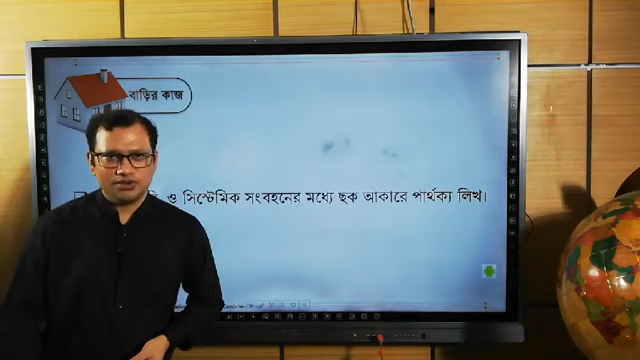 বাড়ির কাজ
ও সিস্টেমিক সংবহনের মধ্যে ছক আকারে পার্থক্য লিখ।